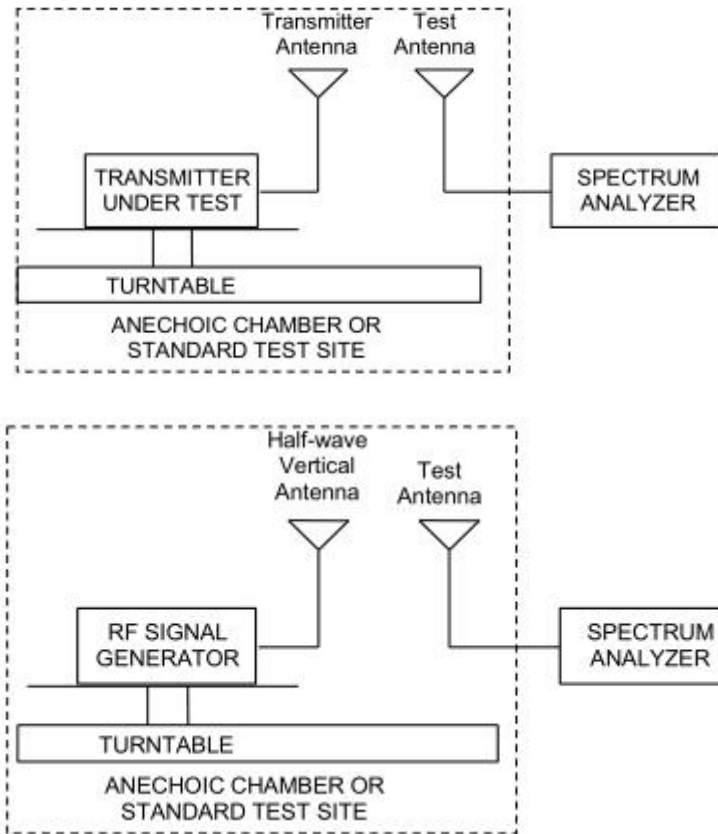 Transmitter
Antenna
Test
Antenna
TRANSMITTER
UNDER TEST
SPECTRUM
ANALYZER
TURNTABLE
ANECHOIC CHAMBER OR
STANDARD TEST SITE
Half-wave
Vertical
Antenna
Test
Antenna
RF SIGNAL
GENERATOR
SPECTRUM
ANALYZER
TURNTABLE
ANECHOIC CHAMBER OR
STANDARD TEST SITE